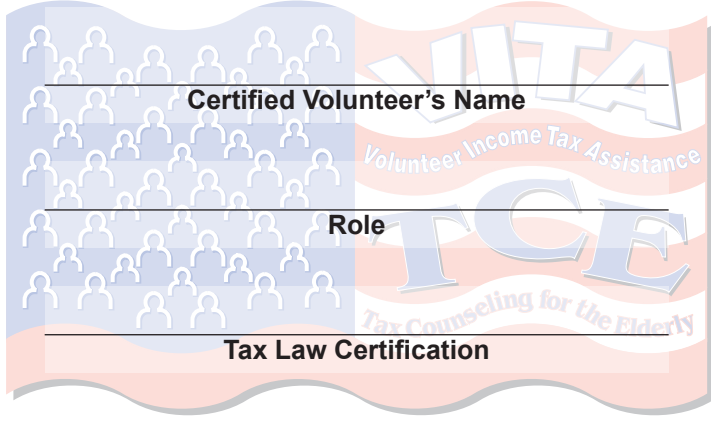 VITA
Certified Volunteer’s Name
Volunteer Income Tax Assistance
TCE
Role
Tax Counseling for the Elderly
Tax Law Certification